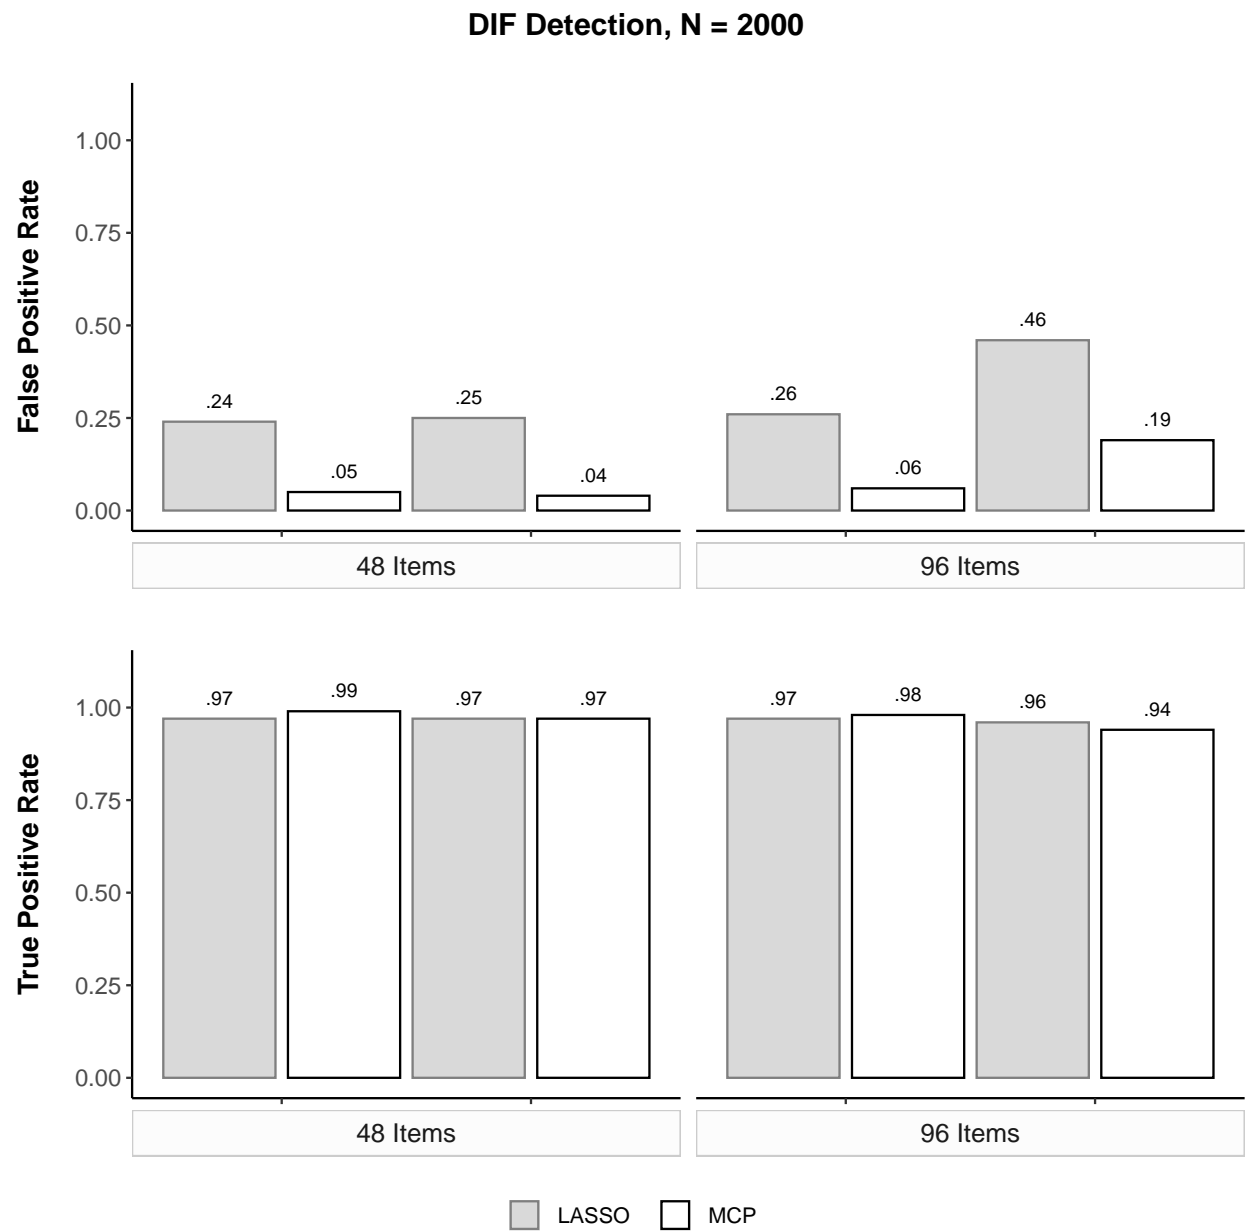 DIF Detection, N = 2000
False Positive Rate
1.00
0.75
0.50
0.25
0.00
.24
.05
.25
.04
.26
.06
.46
.19
48 Items
96 Items
True Positive Rate
1.00
0.75
0.50
0.25
0.00
.97
.99
.97
.97
.97
.98
.96
.94
48 Items
96 Items
LASSO
MCP